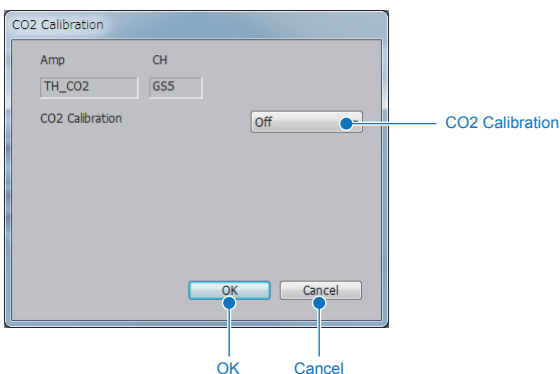 CO2 Calibration
Amp CH
TH_CO2 GS5
CO2 Calibration Off CO2 Calibration
OK Cancel
OK Cancel